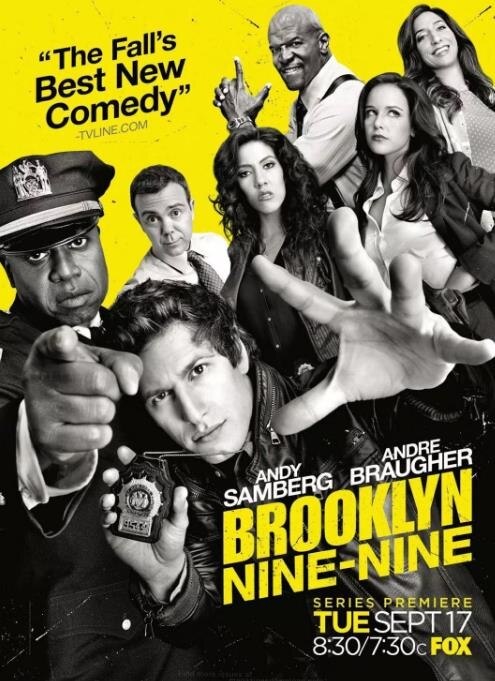 “The Fall's
Best New
Comedy”
-TVLINE.COM
ANDY
SAMBERG
ANDRE
BRAUGHER
BROOKLYN
NINE-NINE
SERIES PREMIERE
TUE SEPT 17
8:30/7:30c FOX